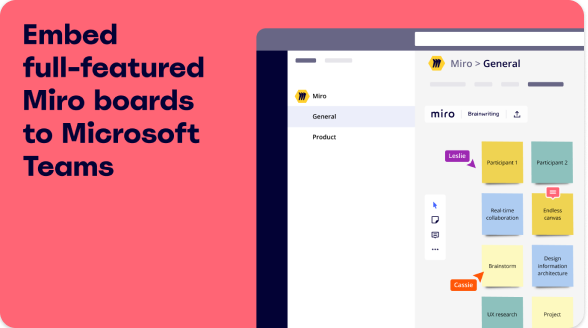 Embed
full-featured
Miro boards
to Microsoft
Teams
Miro
General
Product
Miro > General
miro
Brainwriting
Leslie
Participant 1
Participant 2
Real-time
collaboration
Endless
canvas
Brainstorm
Design
information
architecture
Cassie
UX research
Project